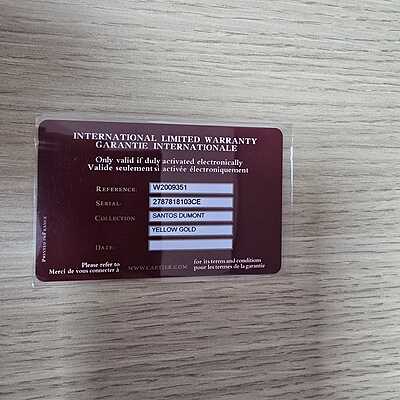 INTERNATIONAL LIMITED WARRANTY
GARANTIE INTERNATIONALE
Only valid if duly activated electronically
Valide seulement si activée électroniquement
REFERENCE: W2009351
SERIAL: 2787818103CE
COLLECTION SANTOS DUMONT
YELLOW GOLD
DATE:
Please refer to WWW.CARTIER.COM for its terms and conditions
Merci de vous connecter à pour les termes de la garantie
PRINTED IN FRANCE